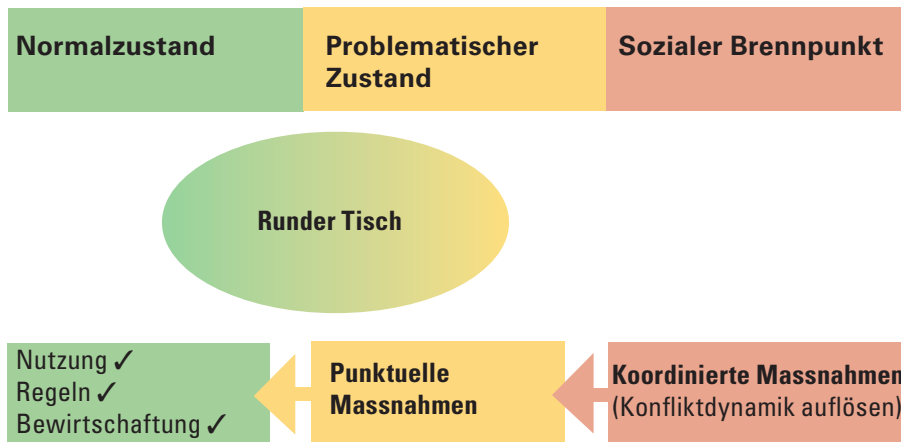 Normalzustand
Problematischer
Zustand
Sozialer Brennpunkt
Runder Tisch
Nutzung ✓
Regeln ✓
Bewirtschaftung ✓
Punktuelle
Massnahmen
Koordinierte Massnahmen
(Konfliktdynamik auflösen)